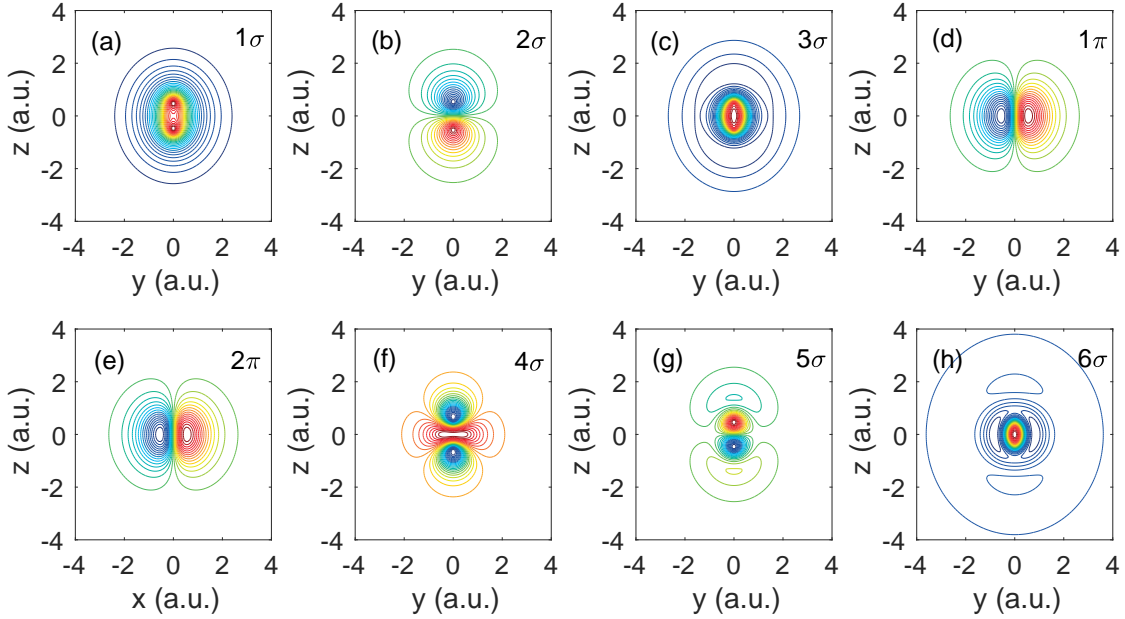 (a) 1σ
(b) 2σ
(c) 3σ
(d) 1π
z (a.u.) 4 2 0 -2 -4
z (a.u.) 4 2 0 -2 -4
z (a.u.) 4 2 0 -2 -4
z (a.u.) 4 2 0 -2 -4
-4 -2 0 2 4
-4 -2 0 2 4
-4 -2 0 2 4
-4 -2 0 2 4
y (a.u.)
y (a.u.)
y (a.u.)
y (a.u.)
(e) 2π
(f) 4σ
(g) 5σ
(h) 6σ
z (a.u.) 4 2 0 -2 -4
z (a.u.) 4 2 0 -2 -4
z (a.u.) 4 2 0 -2 -4
z (a.u.) 4 2 0 -2 -4
-4 -2 0 2 4
-4 -2 0 2 4
-4 -2 0 2 4
-4 -2 0 2 4
x (a.u.)
y (a.u.)
y (a.u.)
y (a.u.)